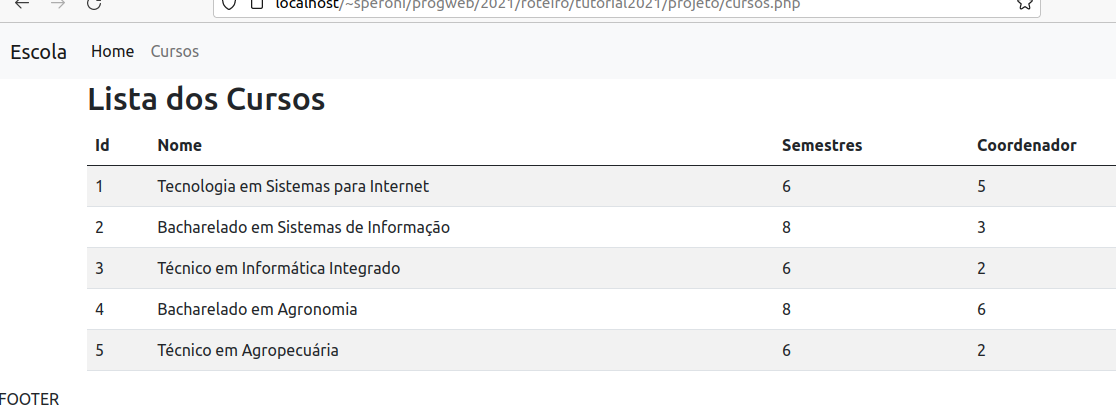 localhost/~speroni/progweb/2021/roteiro/tutorial2021/projeto/cursos.php
Escola Home Cursos
Lista dos Cursos
Id Nome Semestres Coordenador
1 Tecnologia em Sistemas para Internet 6 5
2 Bacharelado em Sistemas de Informação 8 3
3 Técnico em Informática Integrado 6 2
4 Bacharelado em Agronomia 8 6
5 Técnico em Agropecuária 6 2
FOOTER